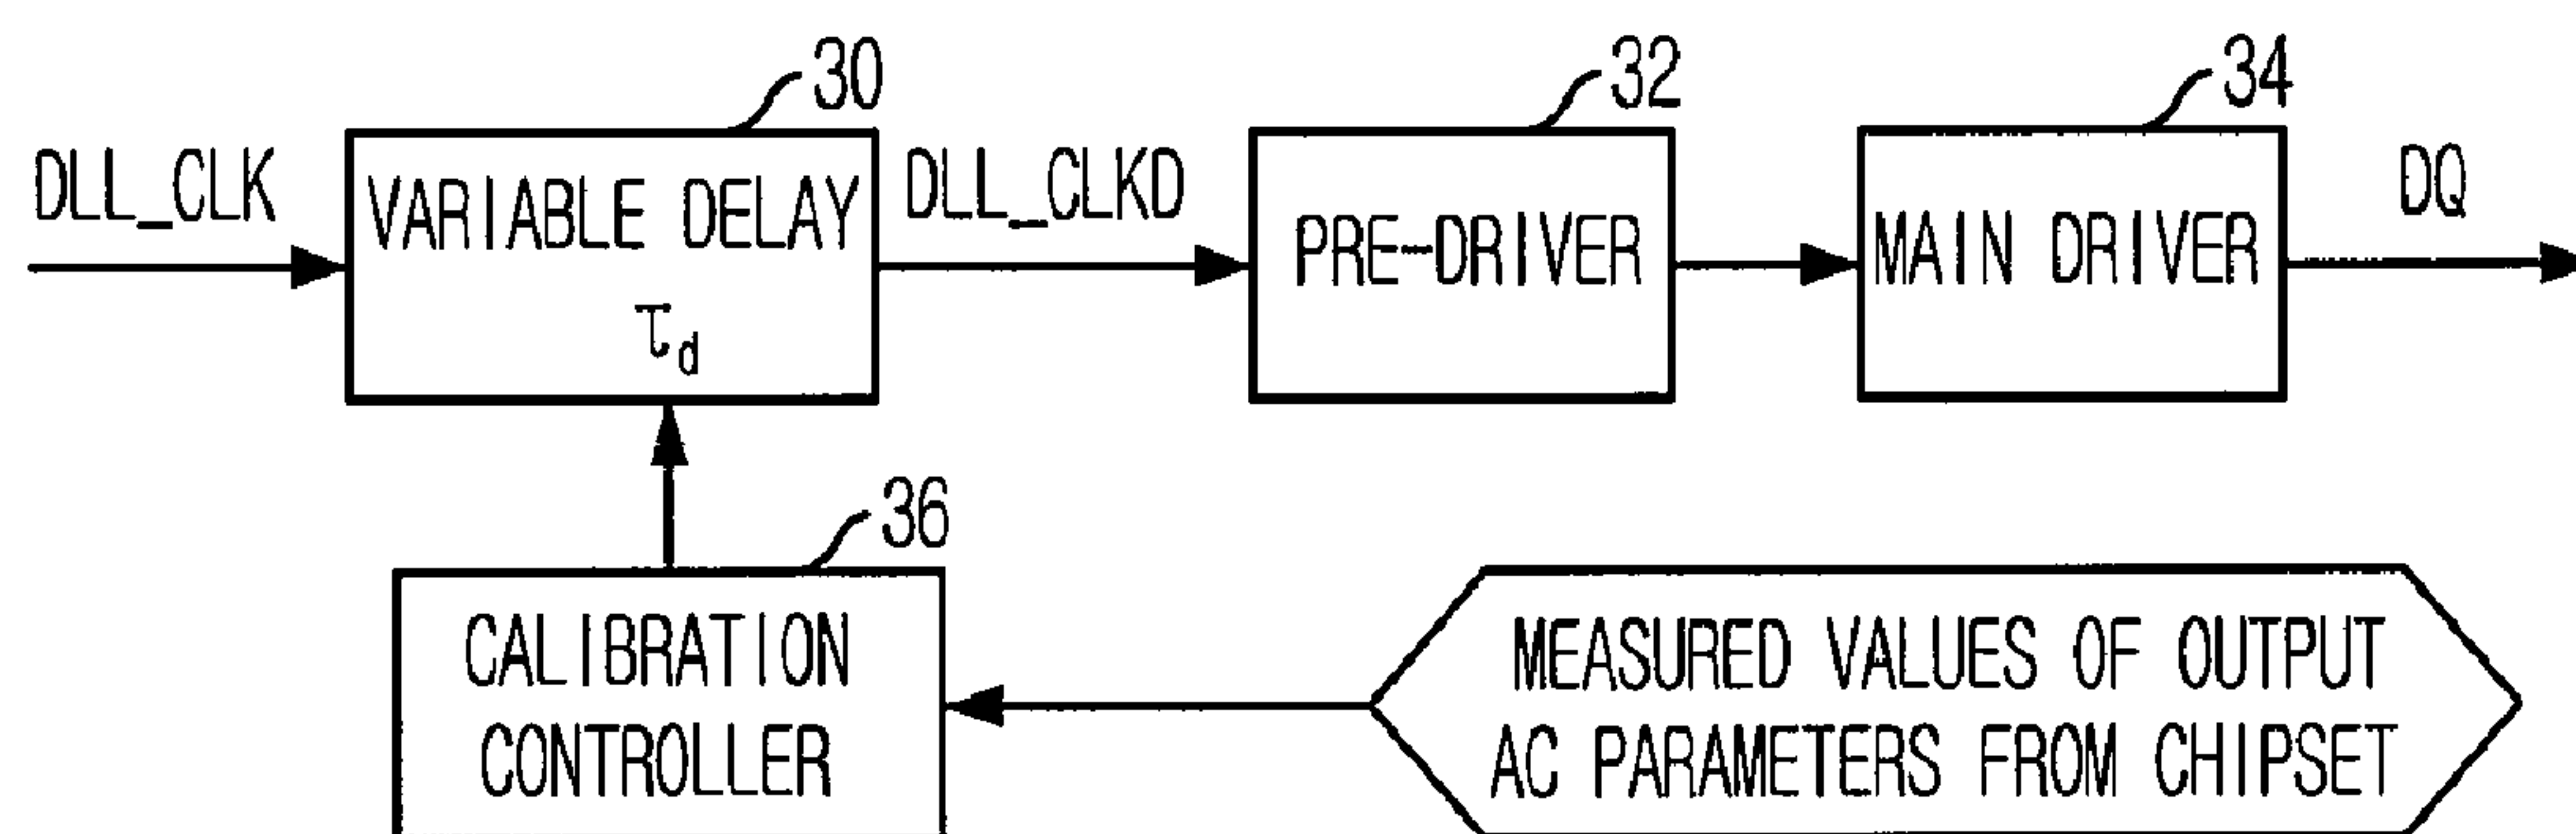 30
32
34
DLL_CLK
VARIABLE DELAY
τd
DLL_CLKD
PRE-DRIVER
MAIN DRIVER
DQ
36
CALIBRATION
CONTROLLER
MEASURED VALUES OF OUTPUT
AC PARAMETERS FROM CHIPSET